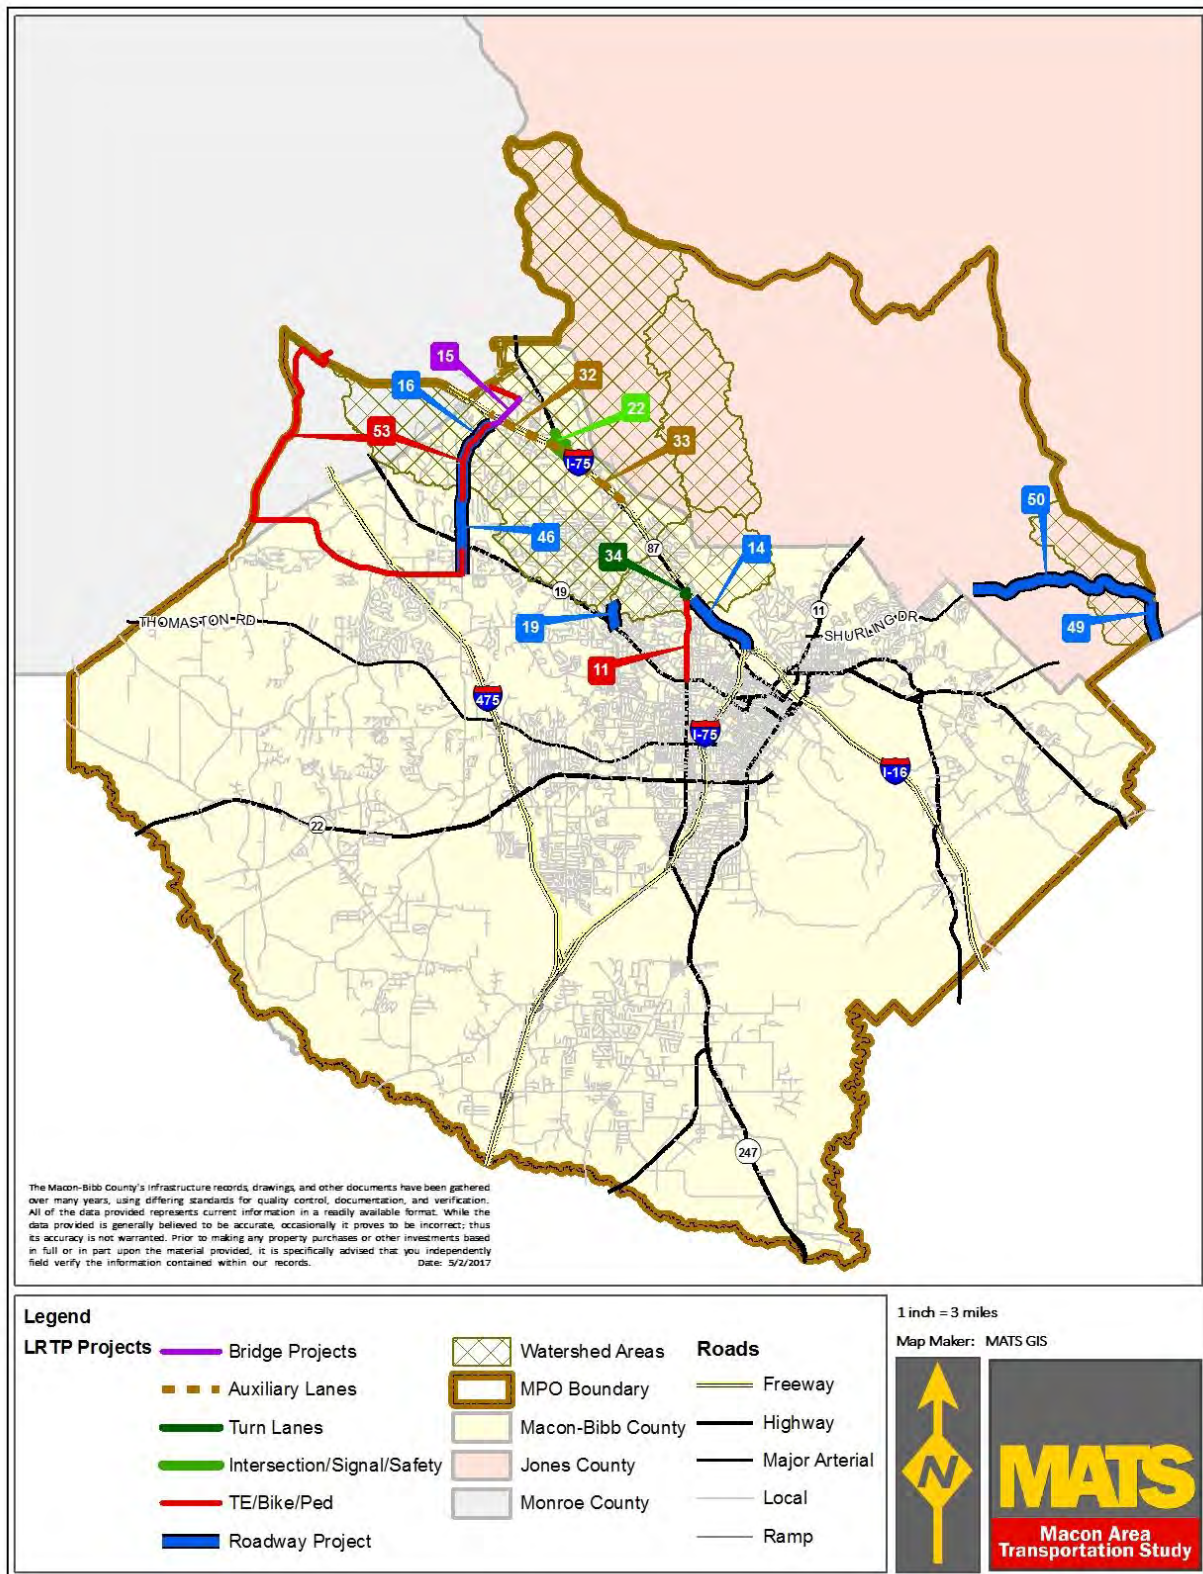 15
16
32
22
53
33
I-75
50
46
87
34
14
19
11
THOMASTON RD
SHURLING DR
19
49
11
475
I-75
I-16
22
247
The Macon-Bibb County's infrastructure records, drawings, and other documents have been gathered
over many years, using differing standards for quality control, documentation, and verification.
All of the data provided represents current information in a readily available format. While the
data provided is generally believed to be accurate, occasionally it proves to be incorrect; thus
its accuracy is not warranted. Prior to making any property purchases or other investments based
in full or in part upon the material provided, it is specifically advised that you independently
field verify the information contained within our records. Date: 5/2/2017
Legend
LRTP Projects
Bridge Projects
Auxiliary Lanes
Turn Lanes
Intersection/Signal/Safety
TE/Bike/Ped
Roadway Project
Watershed Areas
MPO Boundary
Macon-Bibb County
Jones County
Monroe County
Roads
Freeway
Highway
Major Arterial
Local
Ramp
1 inch = 3 miles
Map Maker: MATS GIS
N
MATS
Macon Area
Transportation Study